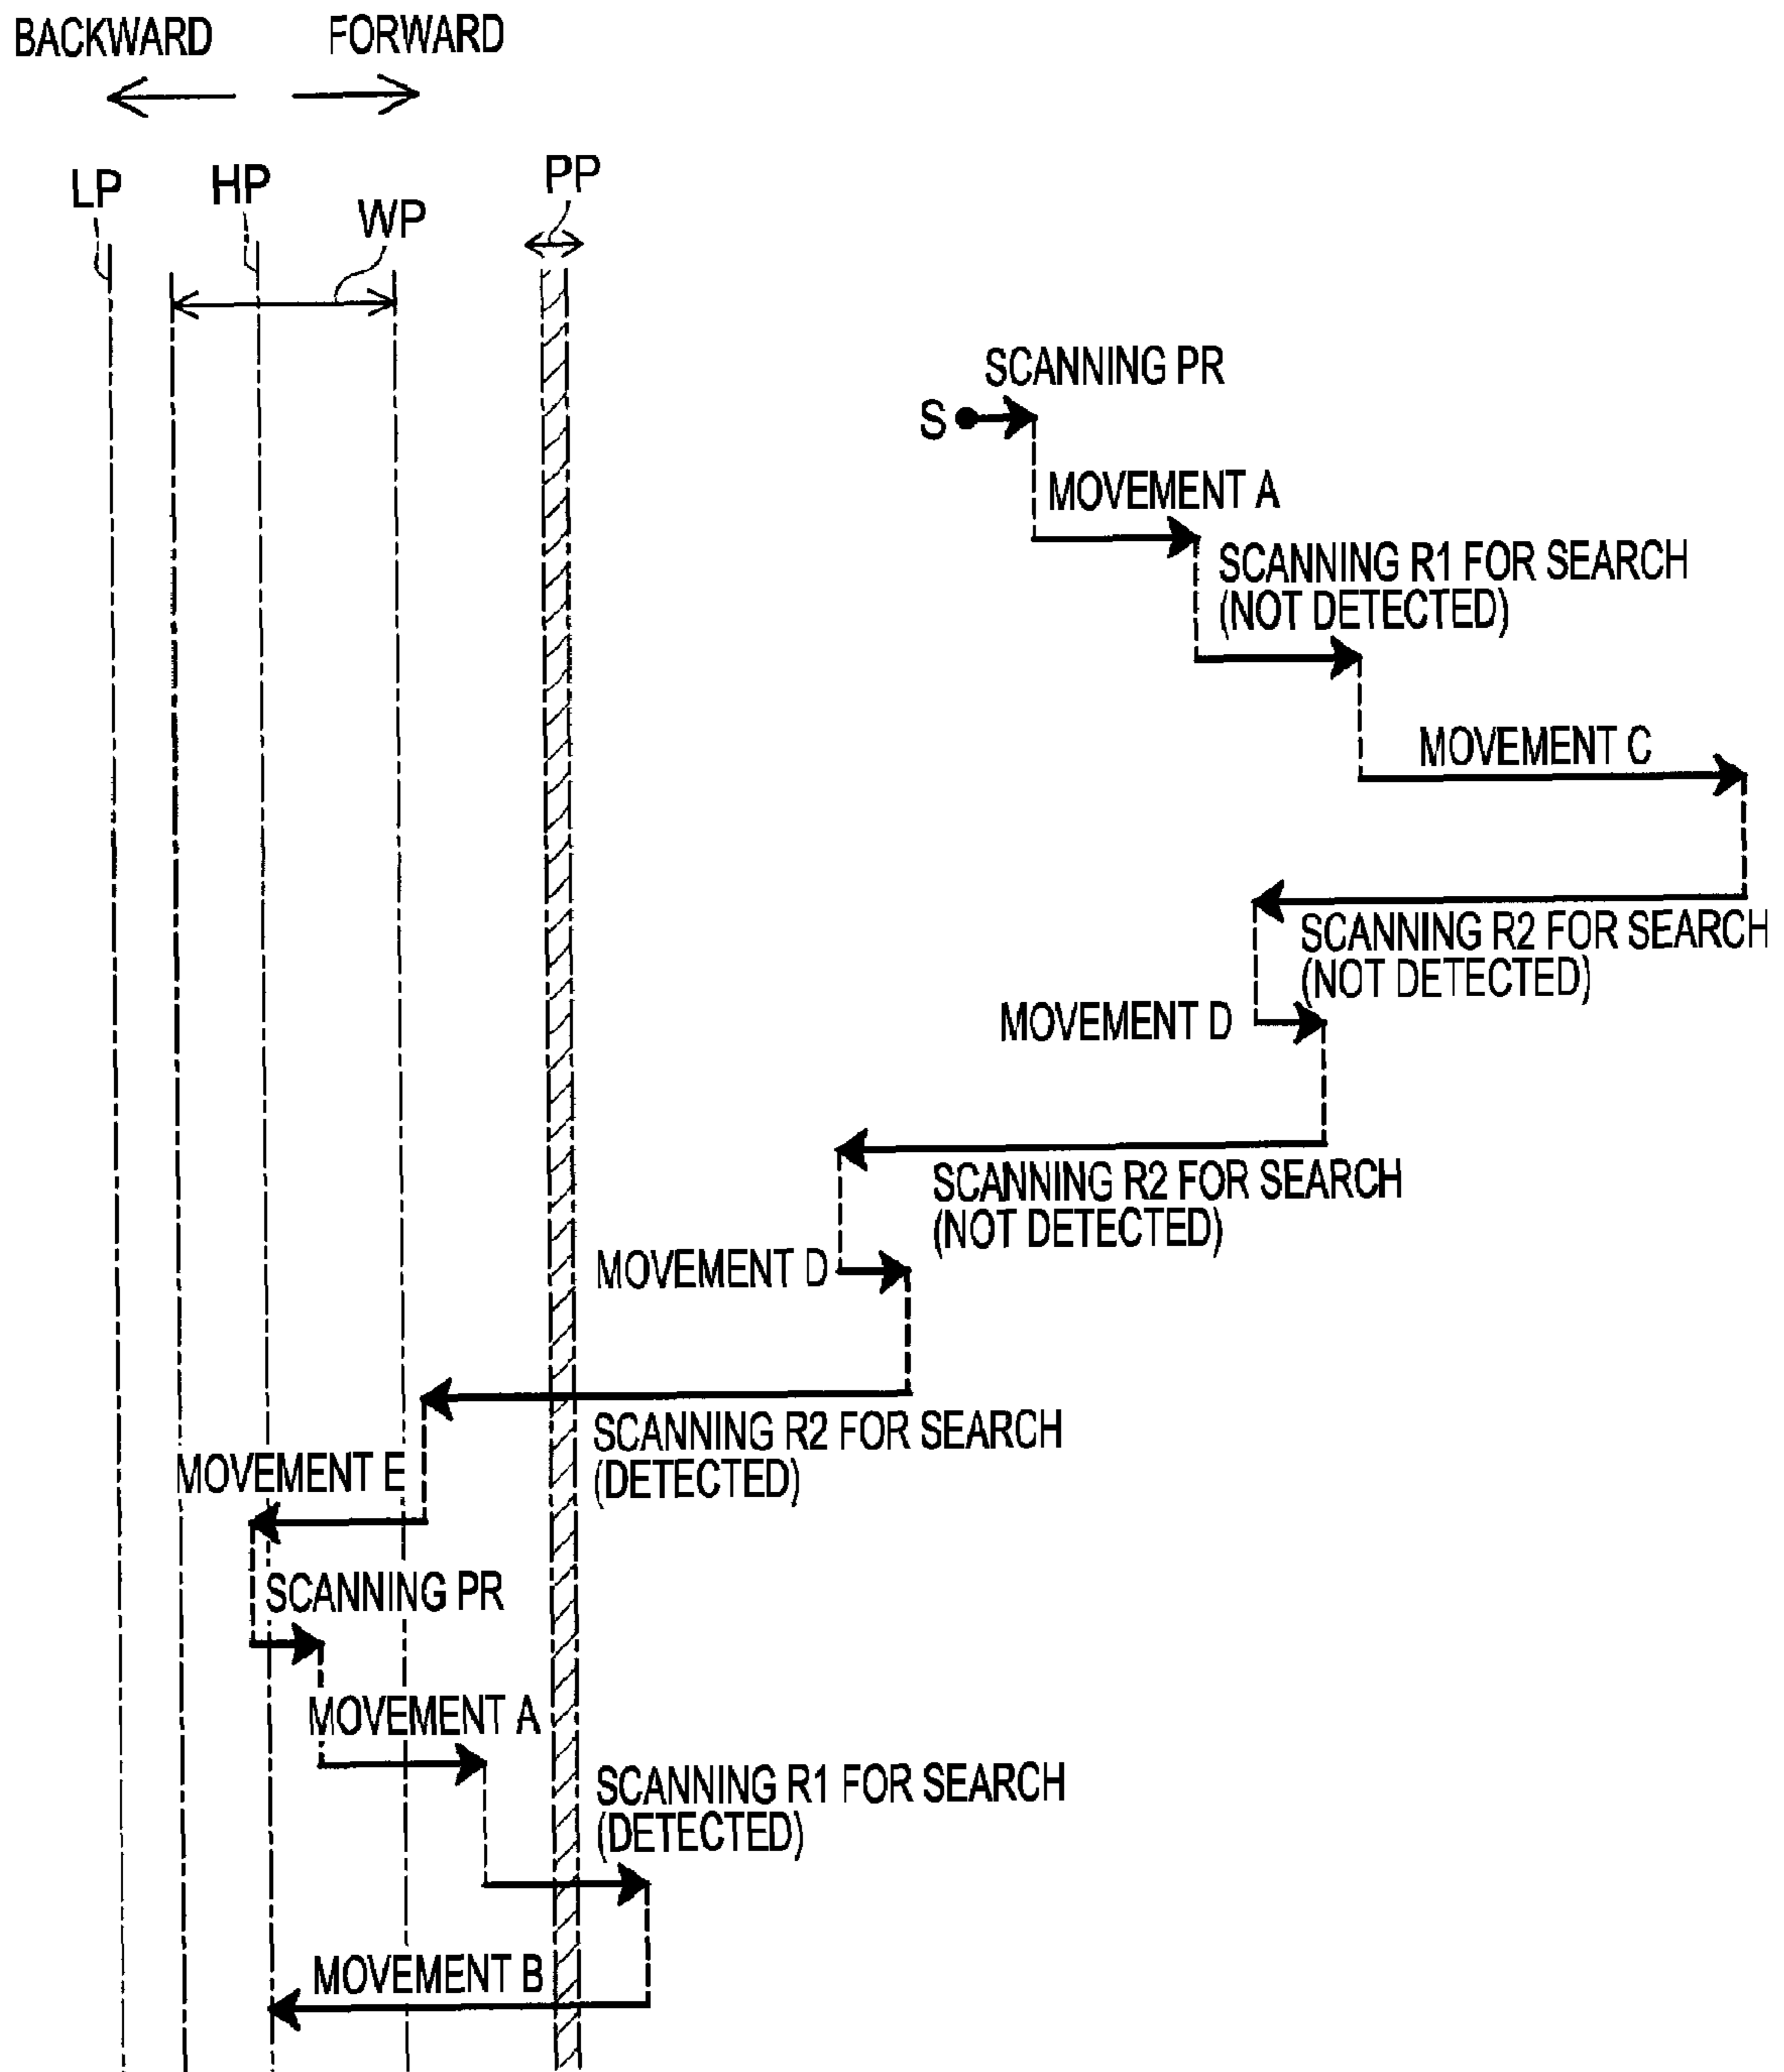 BACKWARD
FORWARD
LP
HP
WP
PP
SCANNING PR
S
MOVEMENT A
SCANNING R1 FOR SEARCH
(NOT DETECTED)
MOVEMENT C
SCANNING R2 FOR SEARCH
(NOT DETECTED)
MOVEMENT D
SCANNING R2 FOR SEARCH
(NOT DETECTED)
MOVEMENT D
SCANNING R2 FOR SEARCH
(DETECTED)
MOVEMENT E
SCANNING PR
MOVEMENT A
SCANNING R1 FOR SEARCH
(DETECTED)
MOVEMENT B